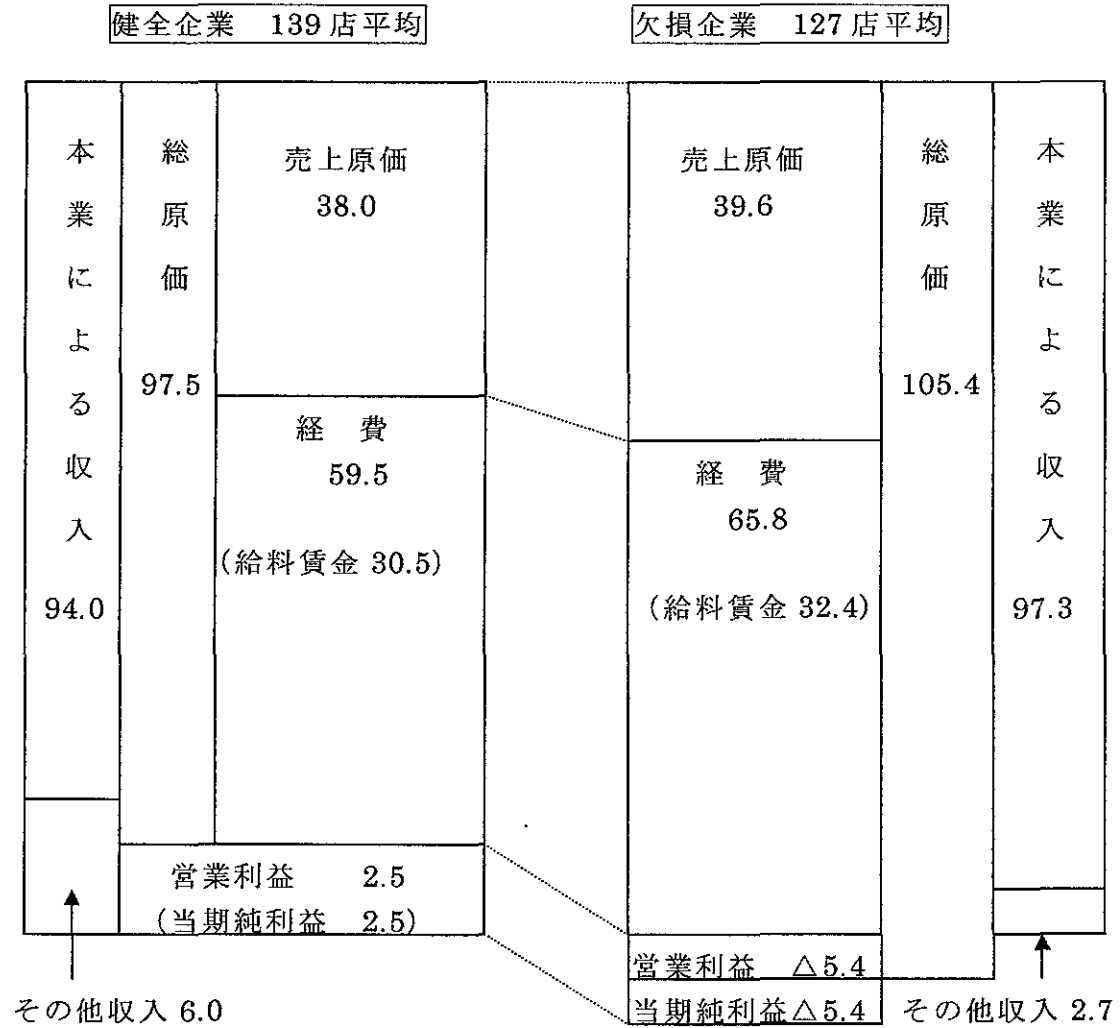 健全企業　139店平均
欠損企業　127店平均
本業による収入
94.0
総原価
97.5
売上原価
38.0
経　費
59.5
(給料賃金 30.5)
営業利益　2.5
(当期純利益　2.5)
その他収入 6.0
売上原価
39.6
経　費
65.8
(給料賃金 32.4)
総原価
105.4
本業による収入
97.3
営業利益　△5.4
当期純利益△5.4
その他収入 2.7